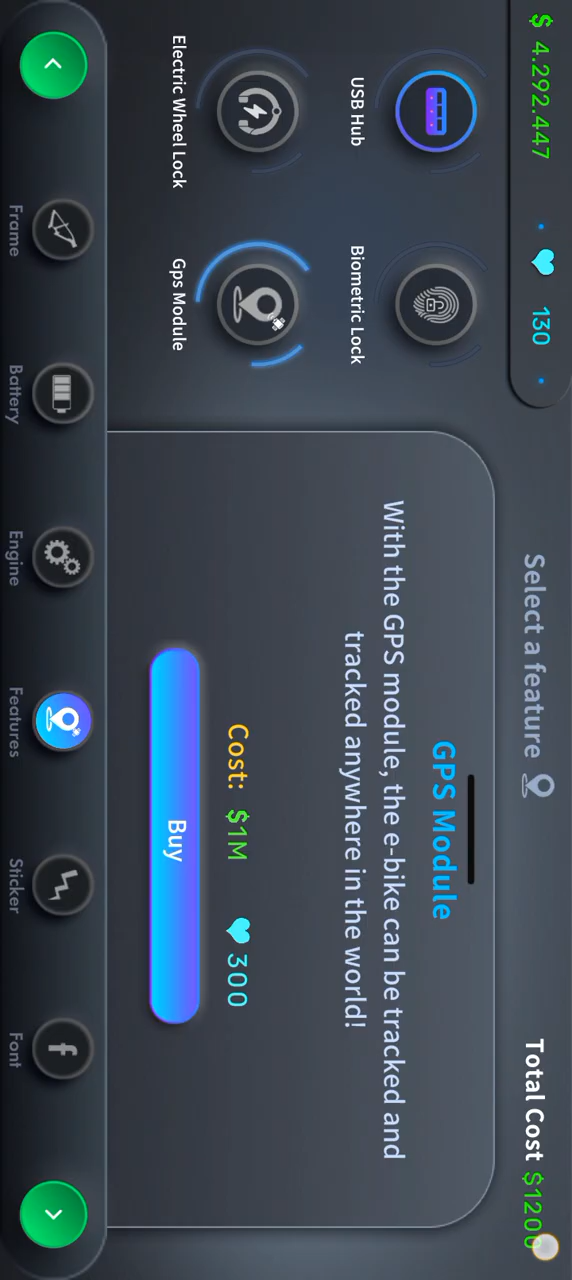 $ 4.292.447
130
Select a feature
Total Cost $1200
USB Hub
Biometric Lock
Electric Wheel Lock
Gps Module
GPS Module
With the GPS module, the e-bike can be tracked and
tracked anywhere in the world!
Cost: $1M 300
Buy
Frame
Battery
Engine
Features
Sticker
Font